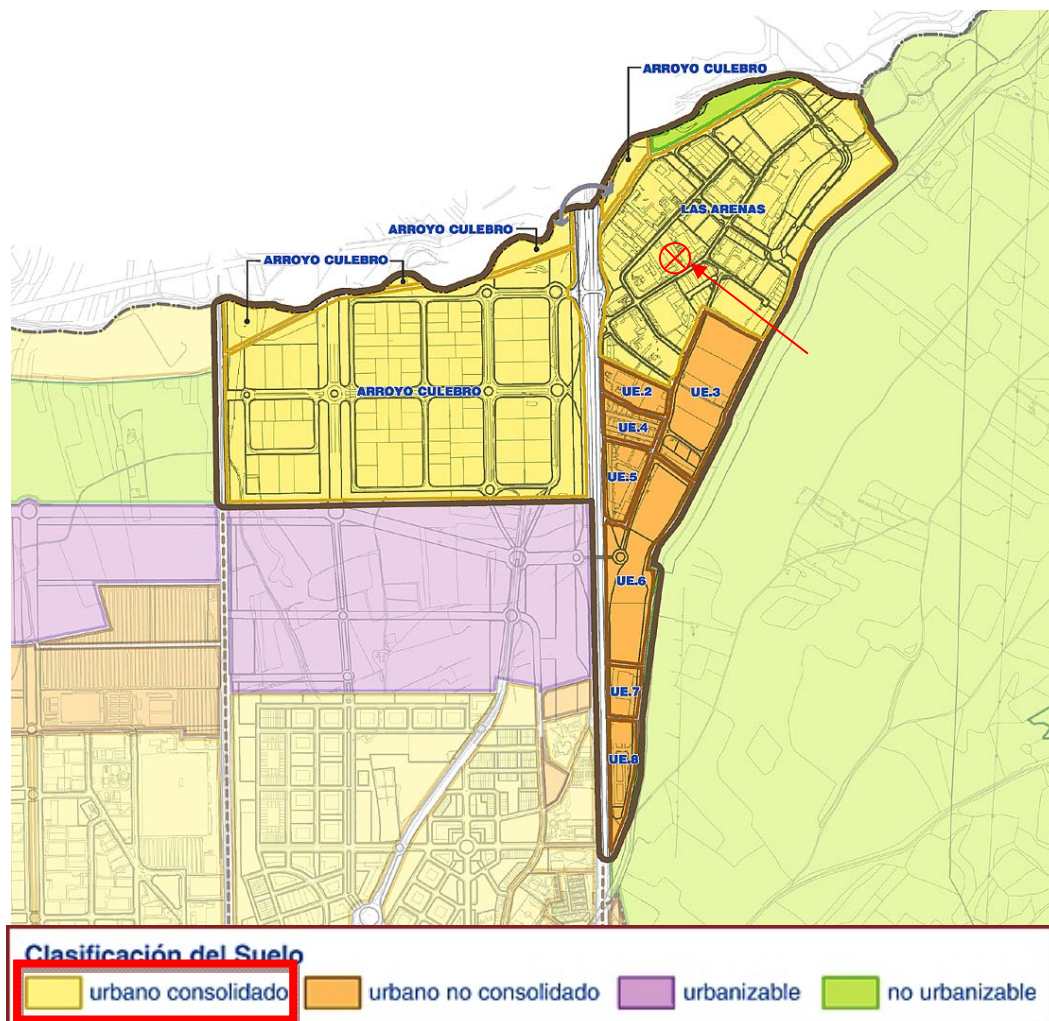 ARROYO CULEBRO
LAS ARENAS
ARROYO CULEBRO
ARROYO CULEBRO
ARROYO CULEBRO
UE.2
UE.3
UE.4
UE.5
UE.6
UE.7
UE.8
Clasificación del Suelo
urbano consolidado urbano no consolidado urbanizable no urbanizable